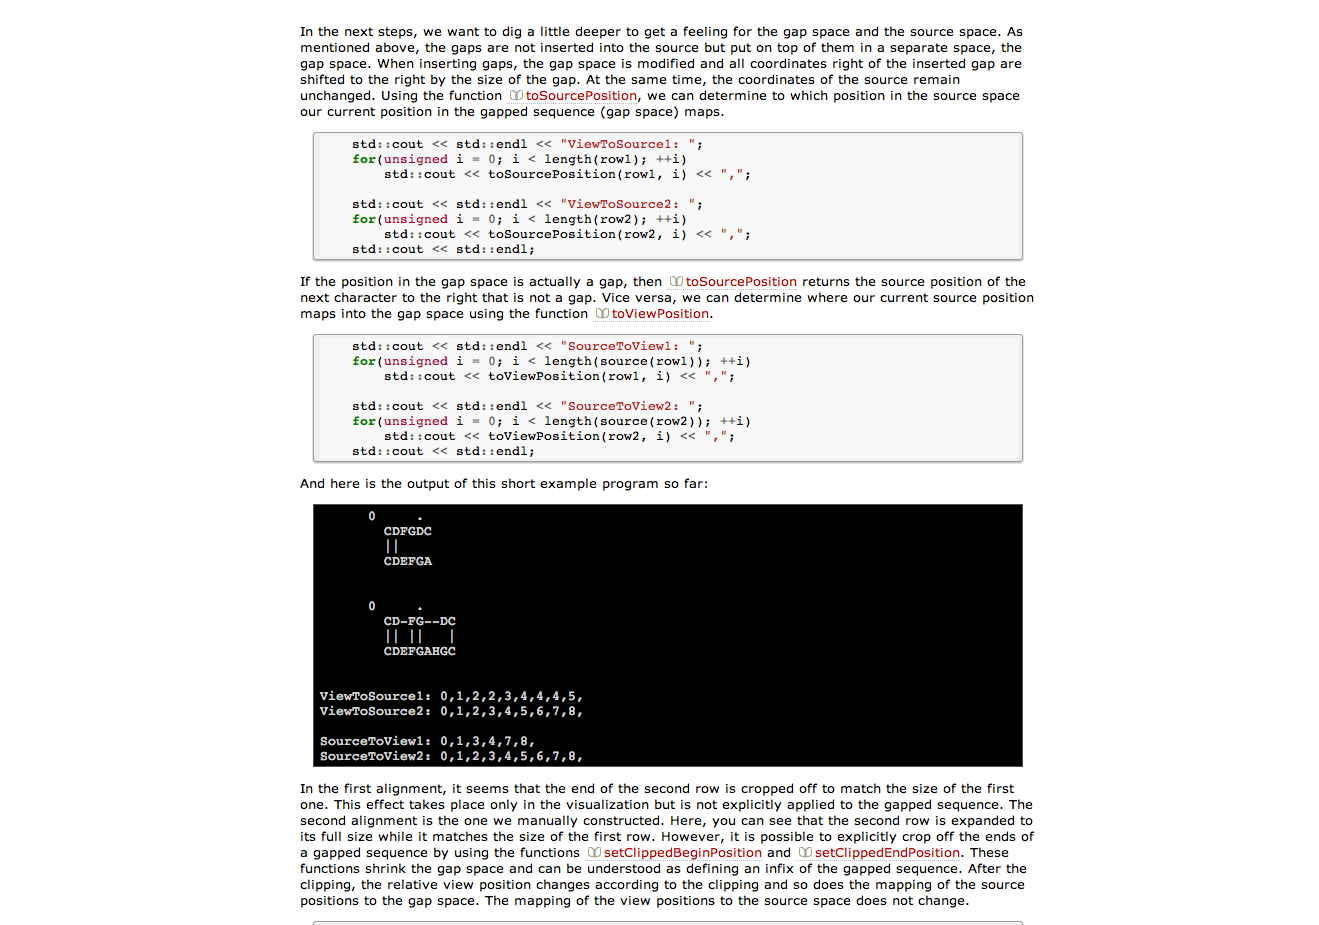 In the next steps, we want to dig a little deeper to get a feeling for the gap space and the source space. As
mentioned above, the gaps are not inserted into the source but put on top of them in a separate space, the
gap space. When inserting gaps, the gap space is modified and all coordinates right of the inserted gap are
shifted to the right by the size of the gap. At the same time, the coordinates of the source remain
unchanged. Using the function toSourcePosition, we can determine to which position in the source space
our current position in the gapped sequence (gap space) maps.
std::cout << std::endl << "ViewToSource1: ";
for(unsigned i = 0; i < length(row1); ++i)
    std::cout << toSourcePosition(row1, i) << ",";
std::cout << std::endl << "ViewToSource2: ";
for(unsigned i = 0; i < length(row2); ++i)
    std::cout << toSourcePosition(row2, i) << ",";
std::cout << std::endl;
If the position in the gap space is actually a gap, then toSourcePosition returns the source position of the
next character to the right that is not a gap. Vice versa, we can determine where our current source position
maps into the gap space using the function toViewPosition.
std::cout << std::endl << "SourceToView1: ";
for(unsigned i = 0; i < length(source(row1)); ++i)
    std::cout << toViewPosition(row1, i) << ",";
std::cout << std::endl << "SourceToView2: ";
for(unsigned i = 0; i < length(source(row2)); ++i)
    std::cout << toViewPosition(row2, i) << ",";
std::cout << std::endl;
And here is the output of this short example program so far:
0     .
  CDFGDC
  ||
  CDEFGA
0     .
  CD-FG--DC
  || ||   |
  CDEFGAHGC
ViewToSource1: 0,1,2,2,3,4,4,4,5,
ViewToSource2: 0,1,2,3,4,5,6,7,8,
SourceToView1: 0,1,3,4,7,8,
SourceToView2: 0,1,2,3,4,5,6,7,8,
In the first alignment, it seems that the end of the second row is cropped off to match the size of the first
one. This effect takes place only in the visualization but is not explicitly applied to the gapped sequence. The
second alignment is the one we manually constructed. Here, you can see that the second row is expanded to
its full size while it matches the size of the first row. However, it is possible to explicitly crop off the ends of
a gapped sequence by using the functions setClippedBeginPosition and setClippedEndPosition. These
functions shrink the gap space and can be understood as defining an infix of the gapped sequence. After the
clipping, the relative view position changes according to the clipping and so does the mapping of the source
positions to the gap space. The mapping of the view positions to the source space does not change.